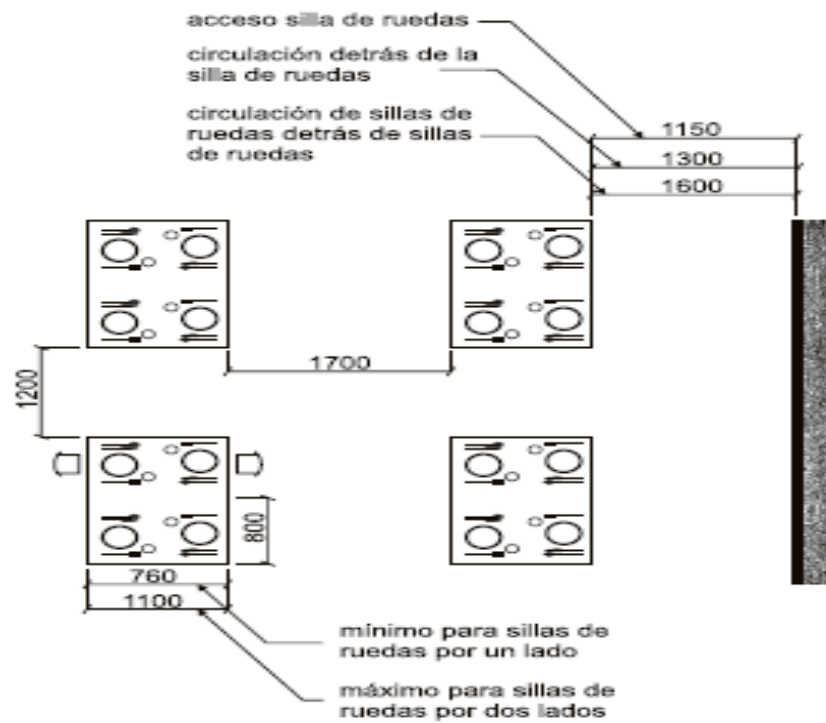 acceso silla de ruedas
circulación detrás de la
silla de ruedas
circulación de sillas de
ruedas detrás de sillas
de ruedas
1150
1300
1600
1700
1200
800
760
1100
mínimo para sillas de
ruedas por un lado
máximo para sillas de
ruedas por dos lados